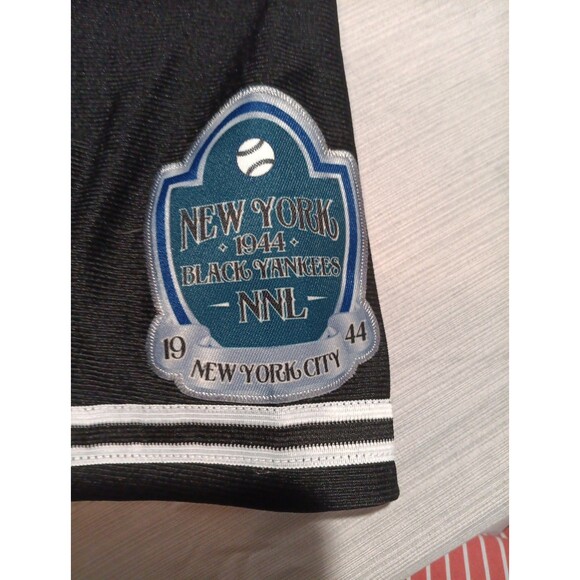 NEW YORK
1944
BLACK YANKEES
NNL
19 44
NEW YORK CITY